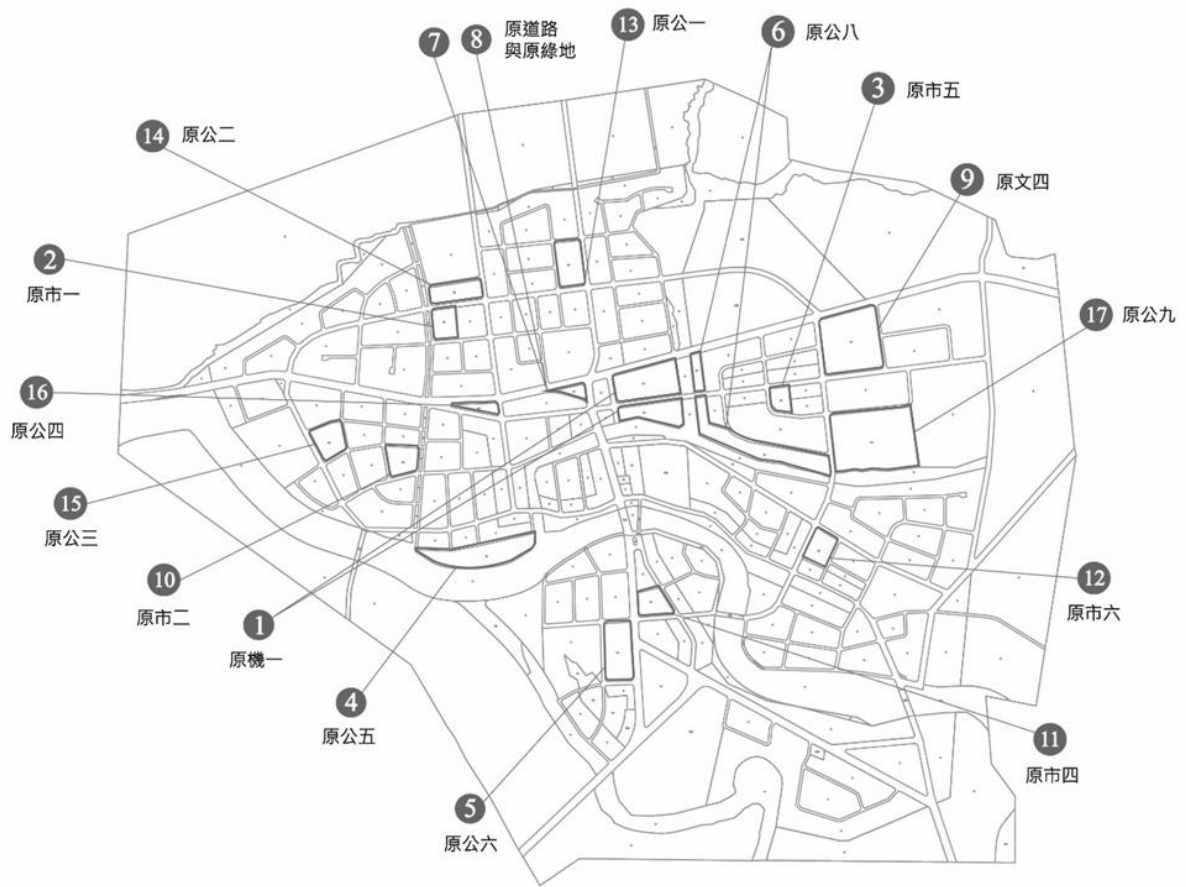 7
8 原道路
與原綠地
13 原公一
6 原公八
3 原市五
14 原公二
9 原文四
2
原市一
17 原公九
16
原公四
15
原公三
10
原市二
12
原市六
1
原機一
4
原公五
11
原市四
5
原公六